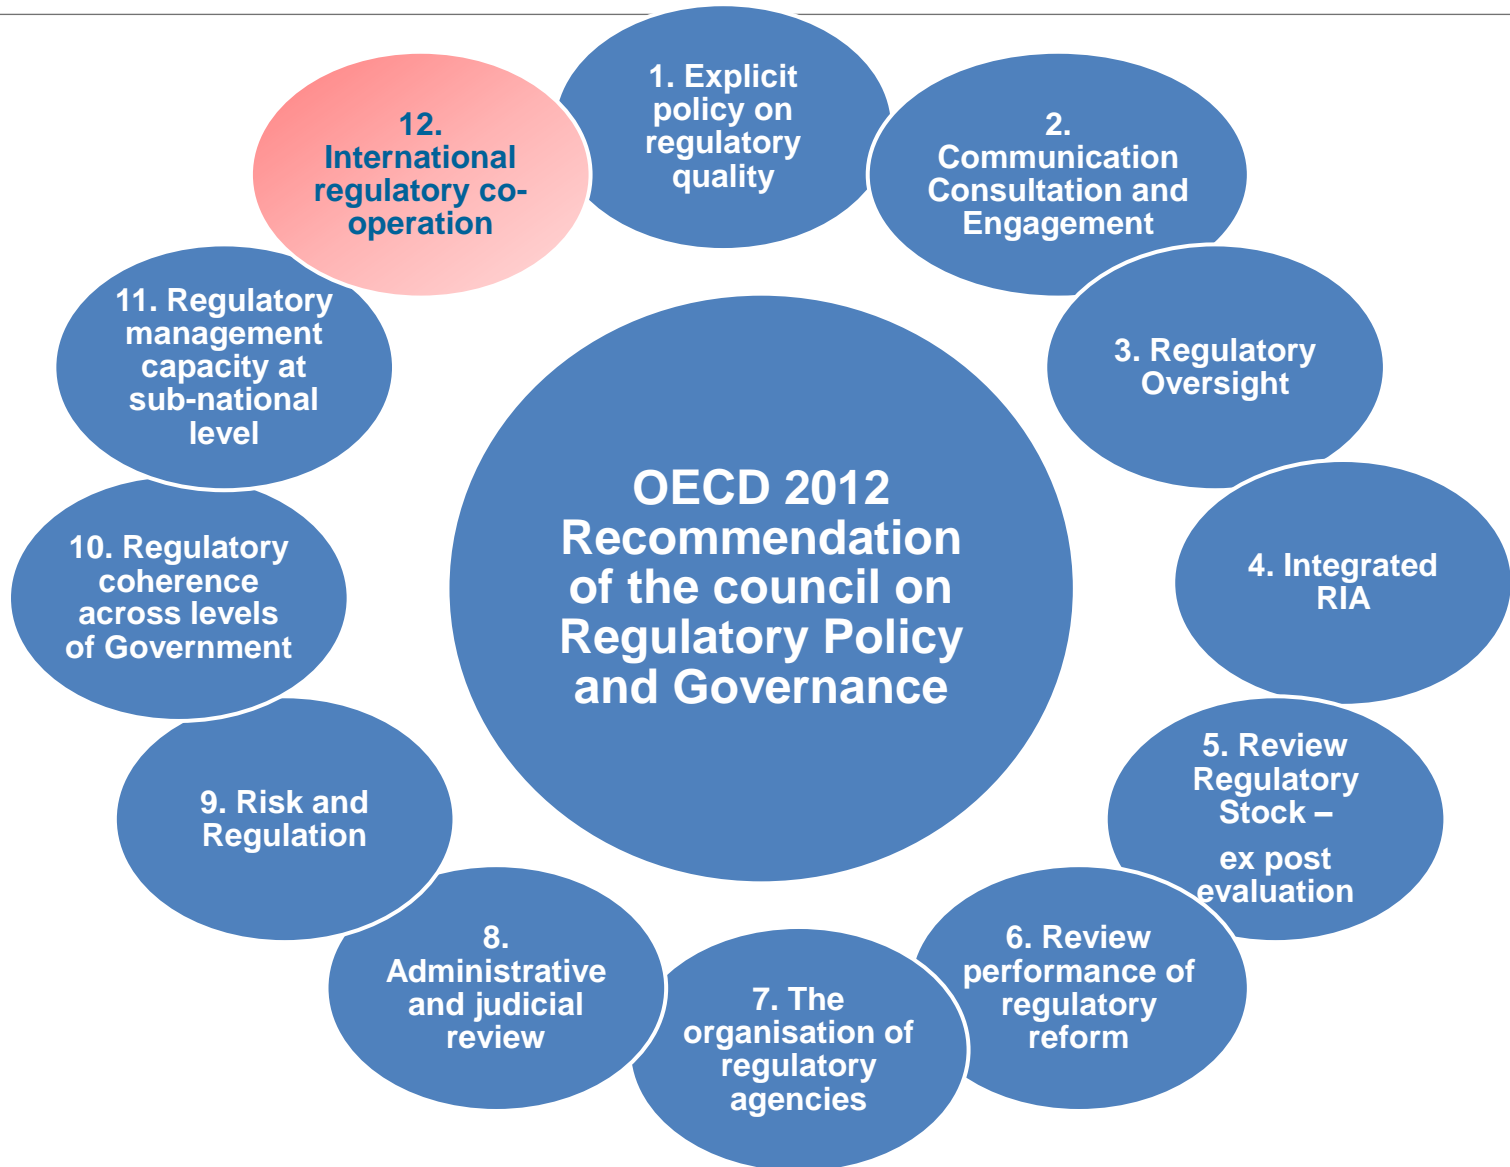 1. Explicit
policy on
regulatory
quality
2.
Communication
Consultation and
Engagement
3. Regulatory
Oversight
4. Integrated
RIA
5. Review
Regulatory
Stock –
ex post
evaluation
6. Review
performance of
regulatory
reform
7. The
organisation of
regulatory
agencies
8.
Administrative
and judicial
review
9. Risk and
Regulation
10. Regulatory
coherence
across levels
of Government
11. Regulatory
management
capacity at
sub-national
level
12.
International
regulatory co-
operation
OECD 2012
Recommendation
of the council on
Regulatory Policy
and Governance